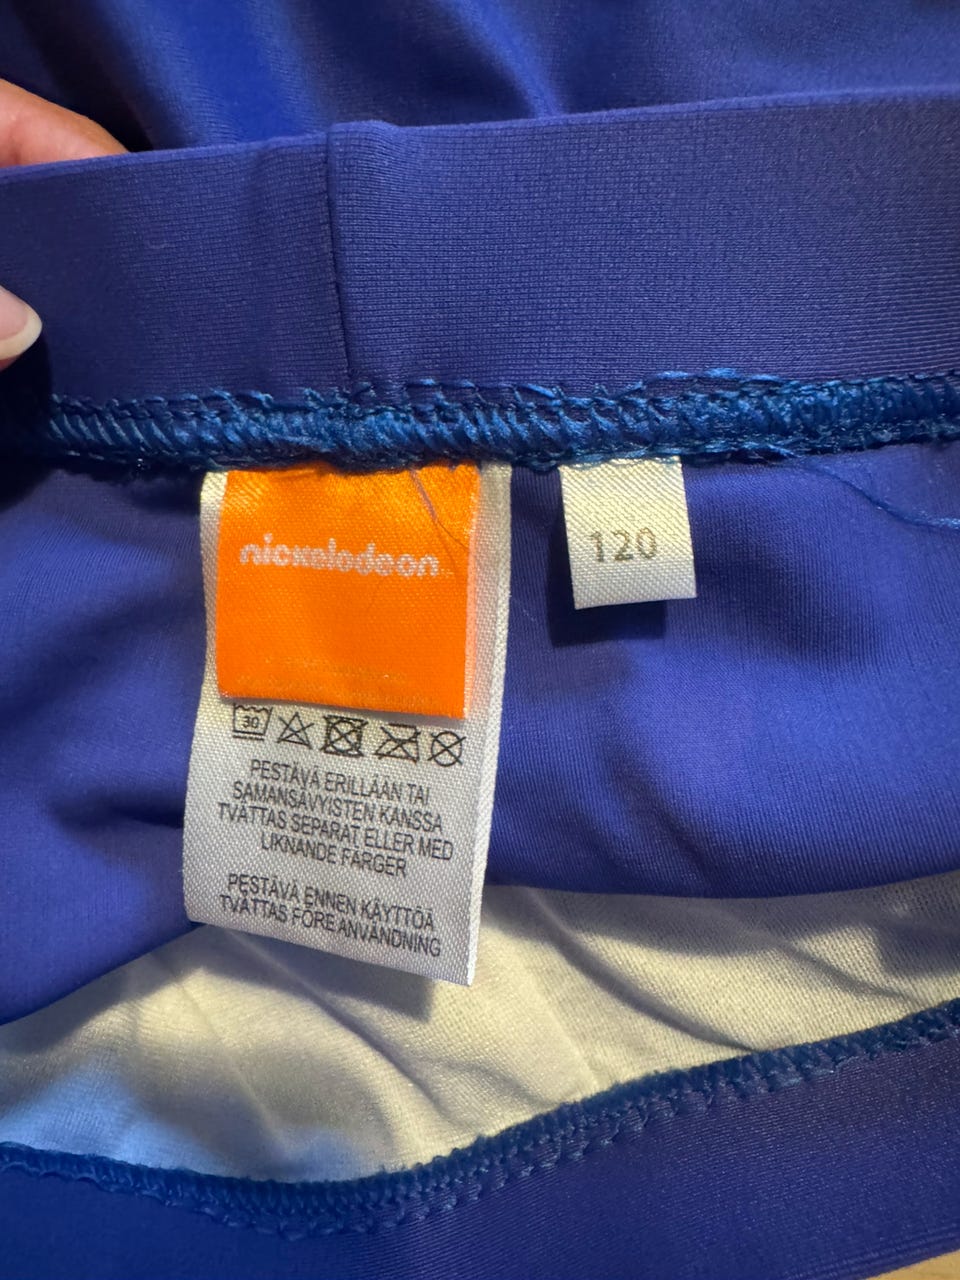 nickelodeon
120
30
PESTÄVÄ ERILLÄÄN TAI
SAMANSÄVYISTEN KANSSA
TVÄTTAS SEPARAT ELLER MED
LIKNANDE FÄRGER
PESTÄVÄ ENNEN KÄYTTÖÄ
TVÄTTAS FÖRE ANVÄNDNING